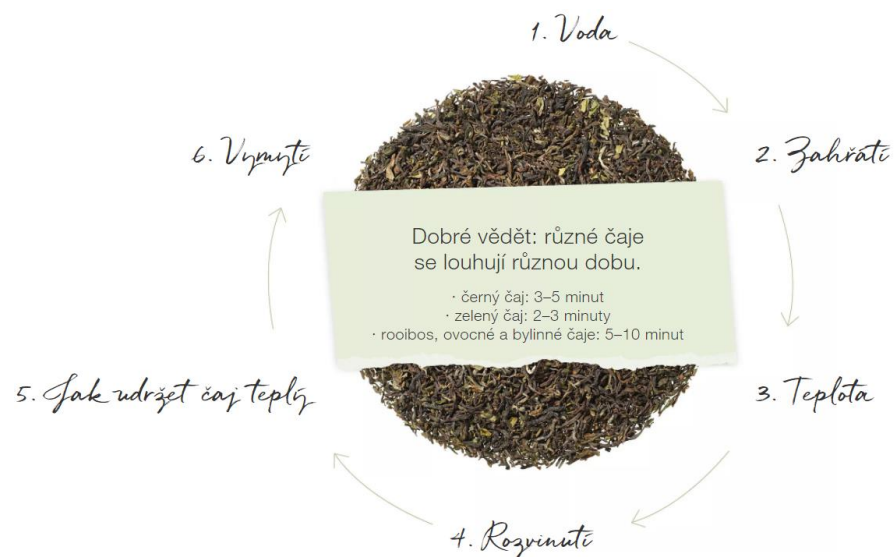 1. Voda
2. Zahřátí
3. Teplota
4. Rozvinutí
5. Jak udržet čaj teplý
6. Vymytí
Dobré vědět: různé čaje
se louhují různou dobu.
· černý čaj: 3–5 minut
· zelený čaj: 2–3 minuty
· rooibos, ovocné a bylinné čaje: 5–10 minut